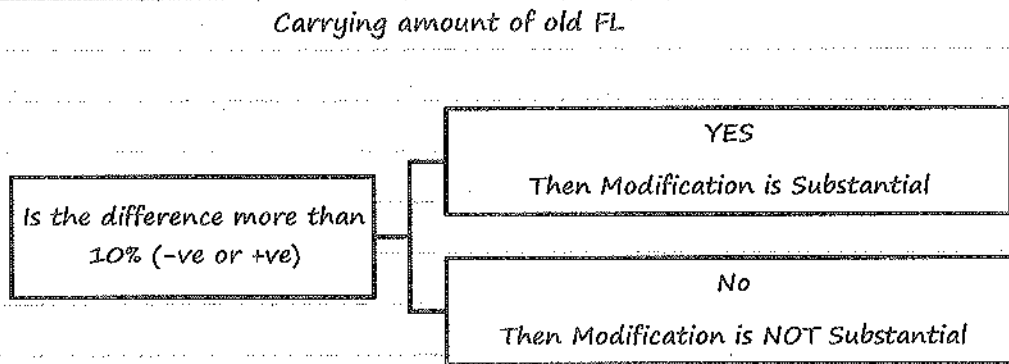 Carrying amount of old FL
YES
Then Modification is Substantial
Is the difference more than
10% (-ve or +ve)
No
Then Modification is NOT Substantial